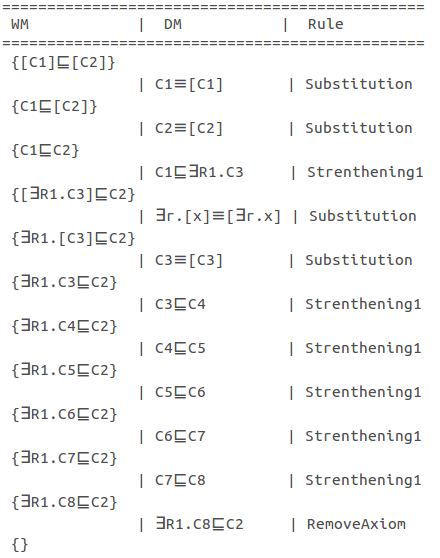 ==============================================
WM | DM | Rule
==============================================
{[C1]⊑[C2]}
| C1≡[C1] | Substitution
{C1⊑[C2]}
| C2≡[C2] | Substitution
{C1⊑C2}
| C1⊑∃R1.C3 | Strenthening1
{[∃R1.C3]⊑C2}
| ∃r.[x]≡[∃r.x] | Substitution
{∃R1.[C3]⊑C2}
| C3≡[C3] | Substitution
{∃R1.C3⊑C2}
| C3⊑C4 | Strenthening1
{∃R1.C4⊑C2}
| C4⊑C5 | Strenthening1
{∃R1.C5⊑C2}
| C5⊑C6 | Strenthening1
{∃R1.C6⊑C2}
| C6⊑C7 | Strenthening1
{∃R1.C7⊑C2}
| C7⊑C8 | Strenthening1
{∃R1.C8⊑C2}
| ∃R1.C8⊑C2 | RemoveAxiom
{}